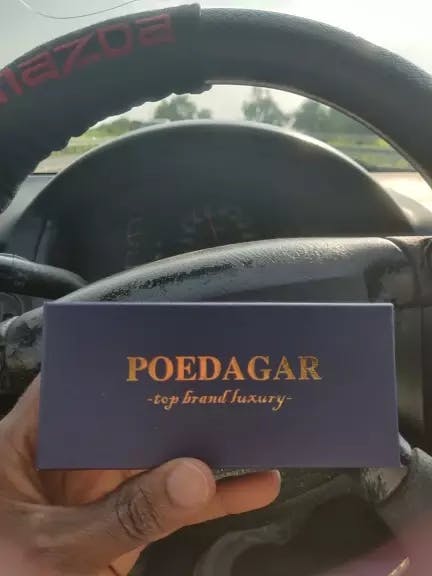 mazda
POEDAGAR
-top brand luxury-